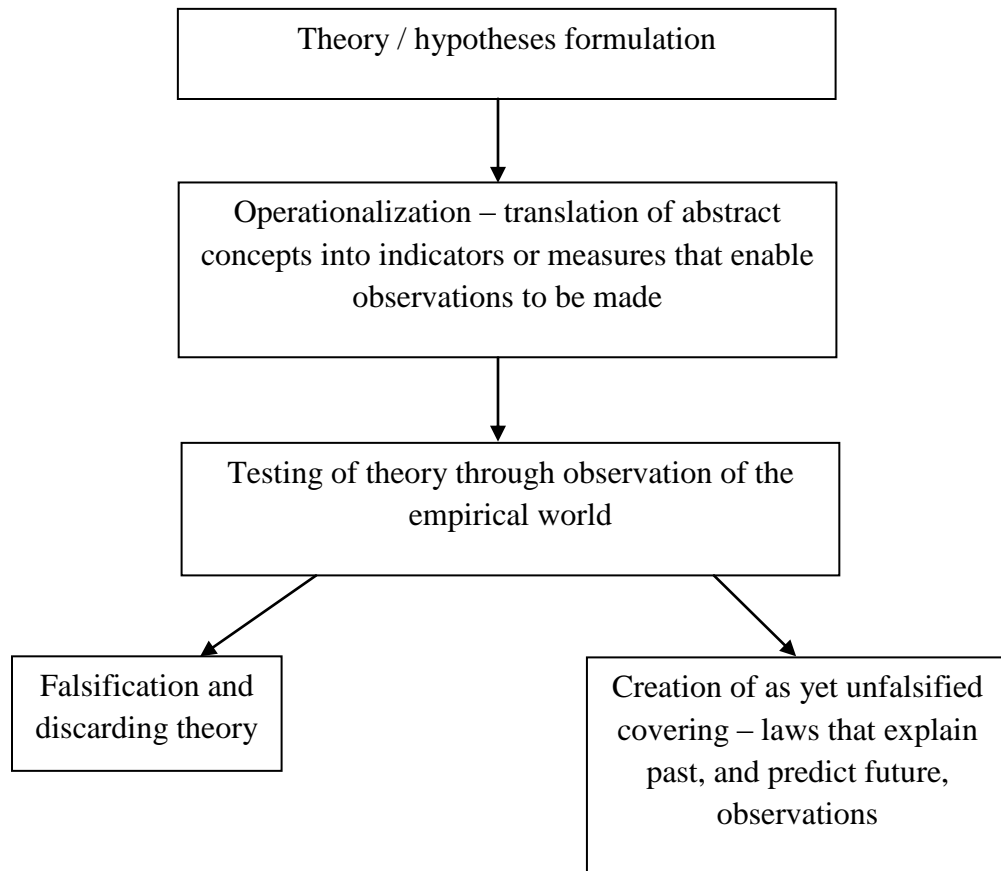 Theory / hypotheses formulation
Operationalization – translation of abstract
concepts into indicators or measures that enable
observations to be made
Testing of theory through observation of the
empirical world
Falsification and
discarding theory
Creation of as yet unfalsified
covering – laws that explain
past, and predict future,
observations